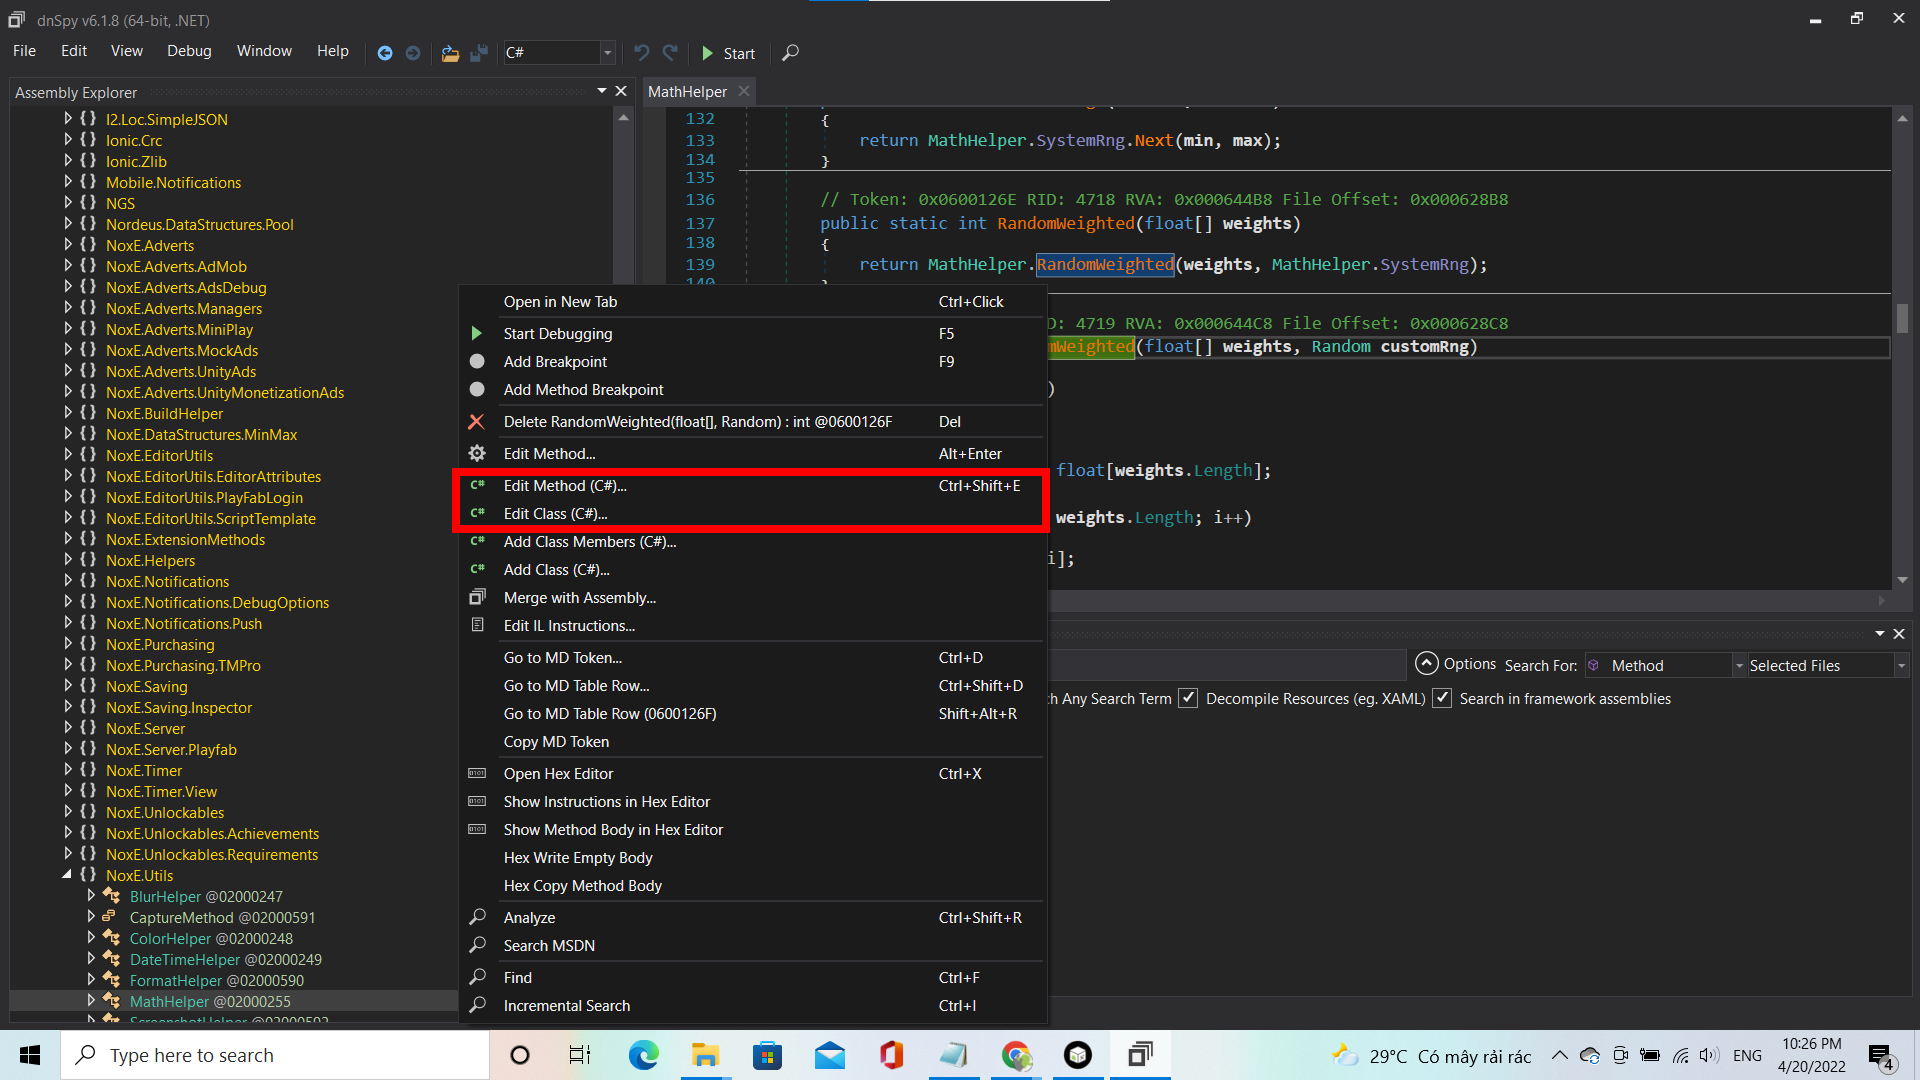 dnSpy v6.1.8 (64-bit, .NET)
File Edit View Debug Window Help C# Start
Assembly Explorer
I2.Loc.SimpleJSON
Ionic.Crc
Ionic.Zlib
Mobile.Notifications
NGS
Nordeus.DataStructures.Pool
NoxE.Adverts
NoxE.Adverts.AdMob
NoxE.Adverts.AdsDebug
NoxE.Adverts.Managers
NoxE.Adverts.MiniPlay
NoxE.Adverts.MockAds
NoxE.Adverts.UnityAds
NoxE.Adverts.UnityMonetizationAds
NoxE.BuildHelper
NoxE.DataStructures.MinMax
NoxE.EditorUtils
NoxE.EditorUtils.EditorAttributes
NoxE.EditorUtils.PlayFabLogin
NoxE.EditorUtils.ScriptTemplate
NoxE.ExtensionMethods
NoxE.Helpers
NoxE.Notifications
NoxE.Notifications.DebugOptions
NoxE.Notifications.Push
NoxE.Purchasing
NoxE.Purchasing.TMPro
NoxE.Saving
NoxE.Saving.Inspector
NoxE.Server
NoxE.Server.Playfab
NoxE.Timer
NoxE.Timer.View
NoxE.Unlockables
NoxE.Unlockables.Achievements
NoxE.Unlockables.Requirements
NoxE.Utils
BlurHelper @02000247
CaptureMethod @02000591
ColorHelper @02000248
DateTimeHelper @02000249
FormatHelper @02000590
MathHelper @02000255
ScreenshotHelper @02000592
MathHelper
132 {
133 return MathHelper.SystemRng.Next(min, max);
134 }
135
136 // Token: 0x0600126E RID: 4718 RVA: 0x000644B8 File Offset: 0x000628B8
137 public static int RandomWeighted(float[] weights)
138 {
139 return MathHelper.RandomWeighted(weights, MathHelper.SystemRng);
140 }
D: 4719 RVA: 0x000644C8 File Offset: 0x000628C8
mWeighted(float[] weights, Random customRng)
)
float[weights.Length];
weights.Length; i++)
i];
Open in New Tab Ctrl+Click
Start Debugging F5
Add Breakpoint F9
Add Method Breakpoint
Delete RandomWeighted(float[], Random) : int @0600126F Del
Edit Method... Alt+Enter
C# Edit Method (C#)... Ctrl+Shift+E
C# Edit Class (C#)...
C# Add Class Members (C#)...
C# Add Class (C#)...
Merge with Assembly...
Edit IL Instructions...
Go to MD Token... Ctrl+D
Go to MD Table Row... Ctrl+Shift+D
Go to MD Table Row (0600126F) Shift+Alt+R
Copy MD Token
Open Hex Editor Ctrl+X
Show Instructions in Hex Editor
Show Method Body in Hex Editor
Hex Write Empty Body
Hex Copy Method Body
Analyze Ctrl+Shift+R
Search MSDN
Find Ctrl+F
Incremental Search Ctrl+I
Options Search For: Method Selected Files
ch Any Search Term Decompile Resources (eg. XAML) Search in framework assemblies
Type here to search
29°C Có mây rải rác
ENG
10:26 PM
4/20/2022
4